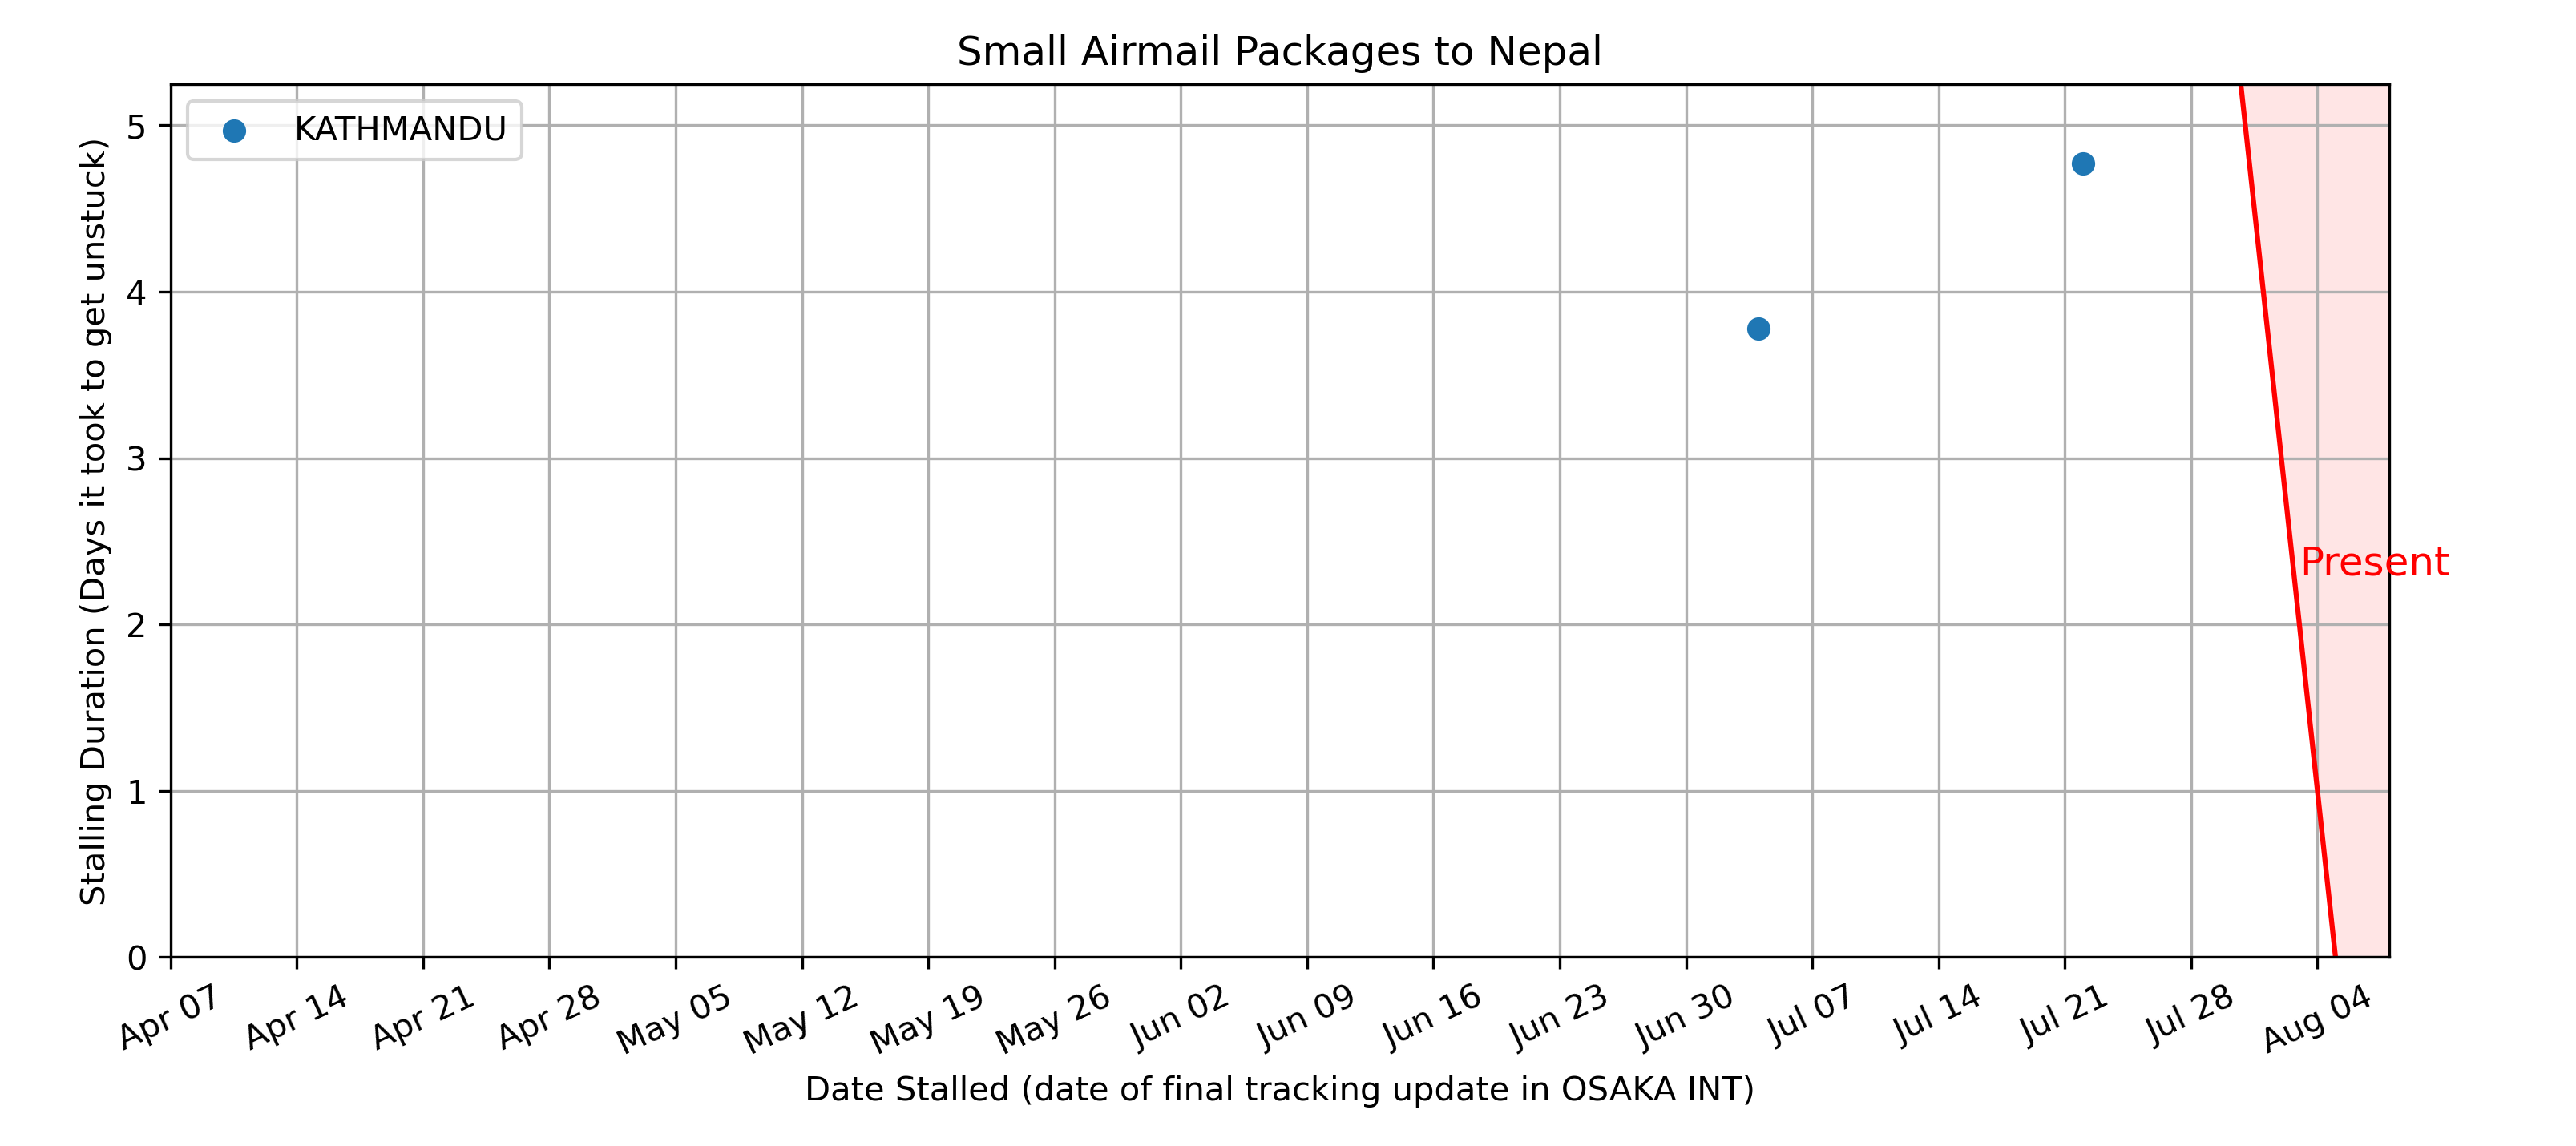 Small Airmail Packages to Nepal
KATHMANDU
Stalling Duration (Days it took to get unstuck)
5
4
3
2
1
0
Present
Apr 07
Apr 14
Apr 21
Apr 28
May 05
May 12
May 19
May 26
Jun 02
Jun 09
Jun 16
Jun 23
Jun 30
Jul 07
Jul 14
Jul 21
Jul 28
Aug 04
Date Stalled (date of final tracking update in OSAKA INT)